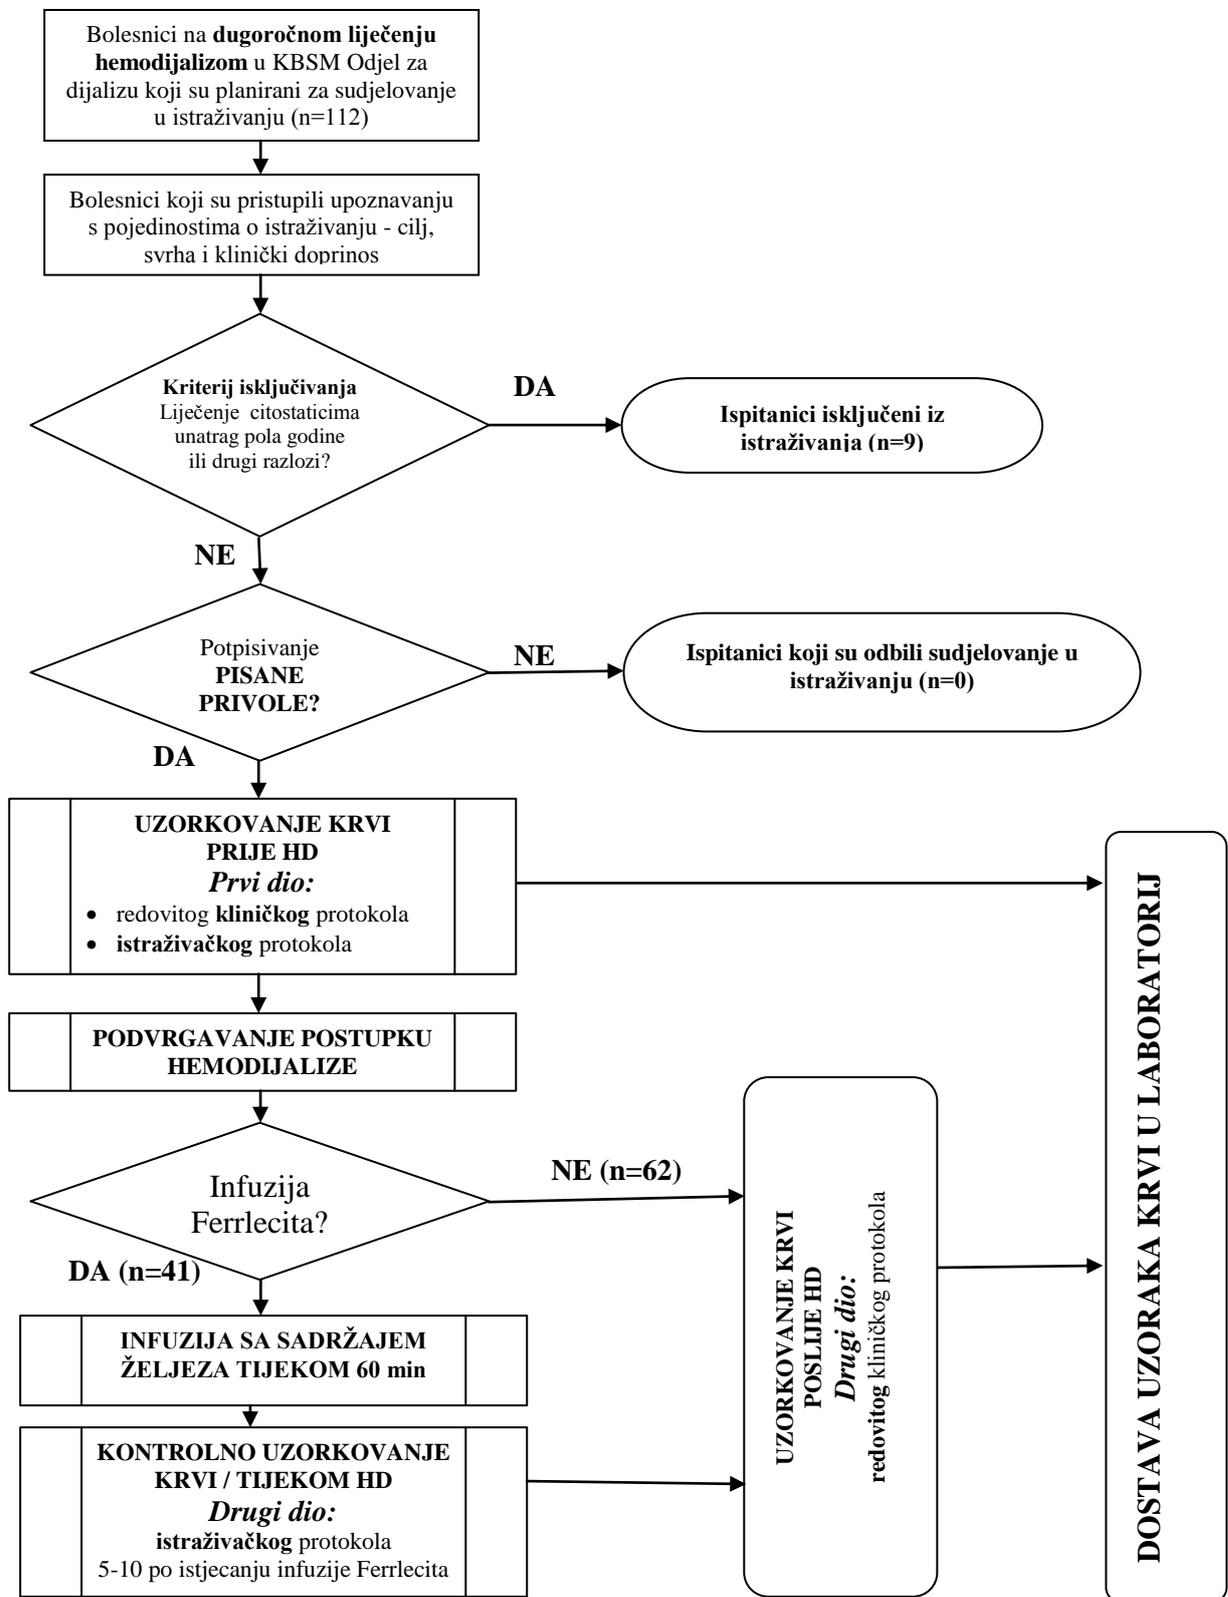 Bolesnici na dugoročnom liječenju
hemodijalizom u KBSM Odjel za
dijalizu koji su planirani za sudjelovanje
u istraživanju (n=112)
Bolesnici koji su pristupili upoznavanju
s pojedinostima o istraživanju - cilj,
svrha i klinički doprinos
Kriterij isključivanja
Liječenje citostaticima
unatrag pola godine
ili drugi razlozi?
DA
Ispitanici isključeni iz
istraživanja (n=9)
NE
Potpisivanje
PISANE
PRIVOLE?
NE
Ispitanici koji su odbili sudjelovanje u
istraživanju (n=0)
DA
UZORKOVANJE KRVI
PRIJE HD
Prvi dio:
• redovitog kliničkog protokola
• istraživačkog protokola
PODVRGAVANJE POSTUPKU
HEMODIJALIZE
Infuzija
Ferrlecita?
NE (n=62)
DA (n=41)
INFUZIJA SA SADRŽAJEM
ŽELJEZA TIJEKOM 60 min
KONTROLNO UZORKOVANJE
KRVI / TIJEKOM HD
Drugi dio:
istraživačkog protokola
5-10 po istjecanju infuzije Ferrlecita
UZORKOVANJE KRVI
POSLIJE HD
Drugi dio:
redovitog kliničkog protokola
DOSTAVA UZORAKA KRVI U LABORATORIJ